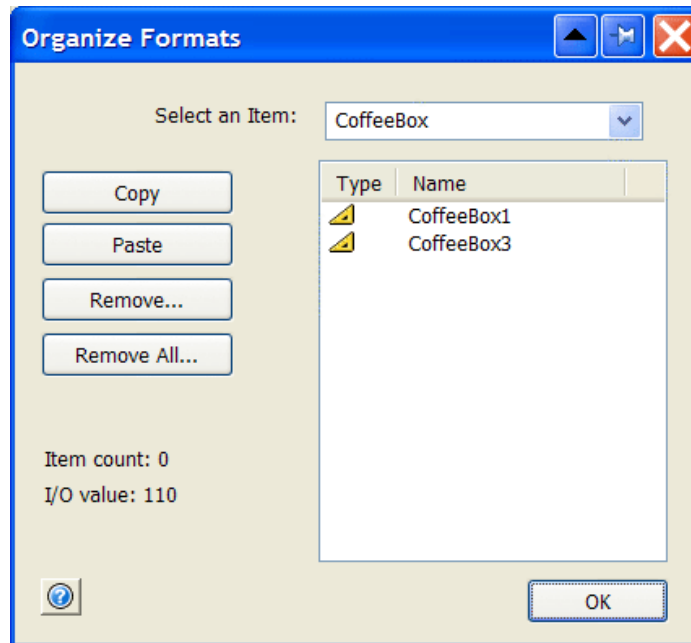 Organize Formats
Select an Item: CoffeeBox
Copy
Paste
Remove...
Remove All...
Type Name
CoffeeBox1
CoffeeBox3
Item count: 0
I/O value: 110
?
OK